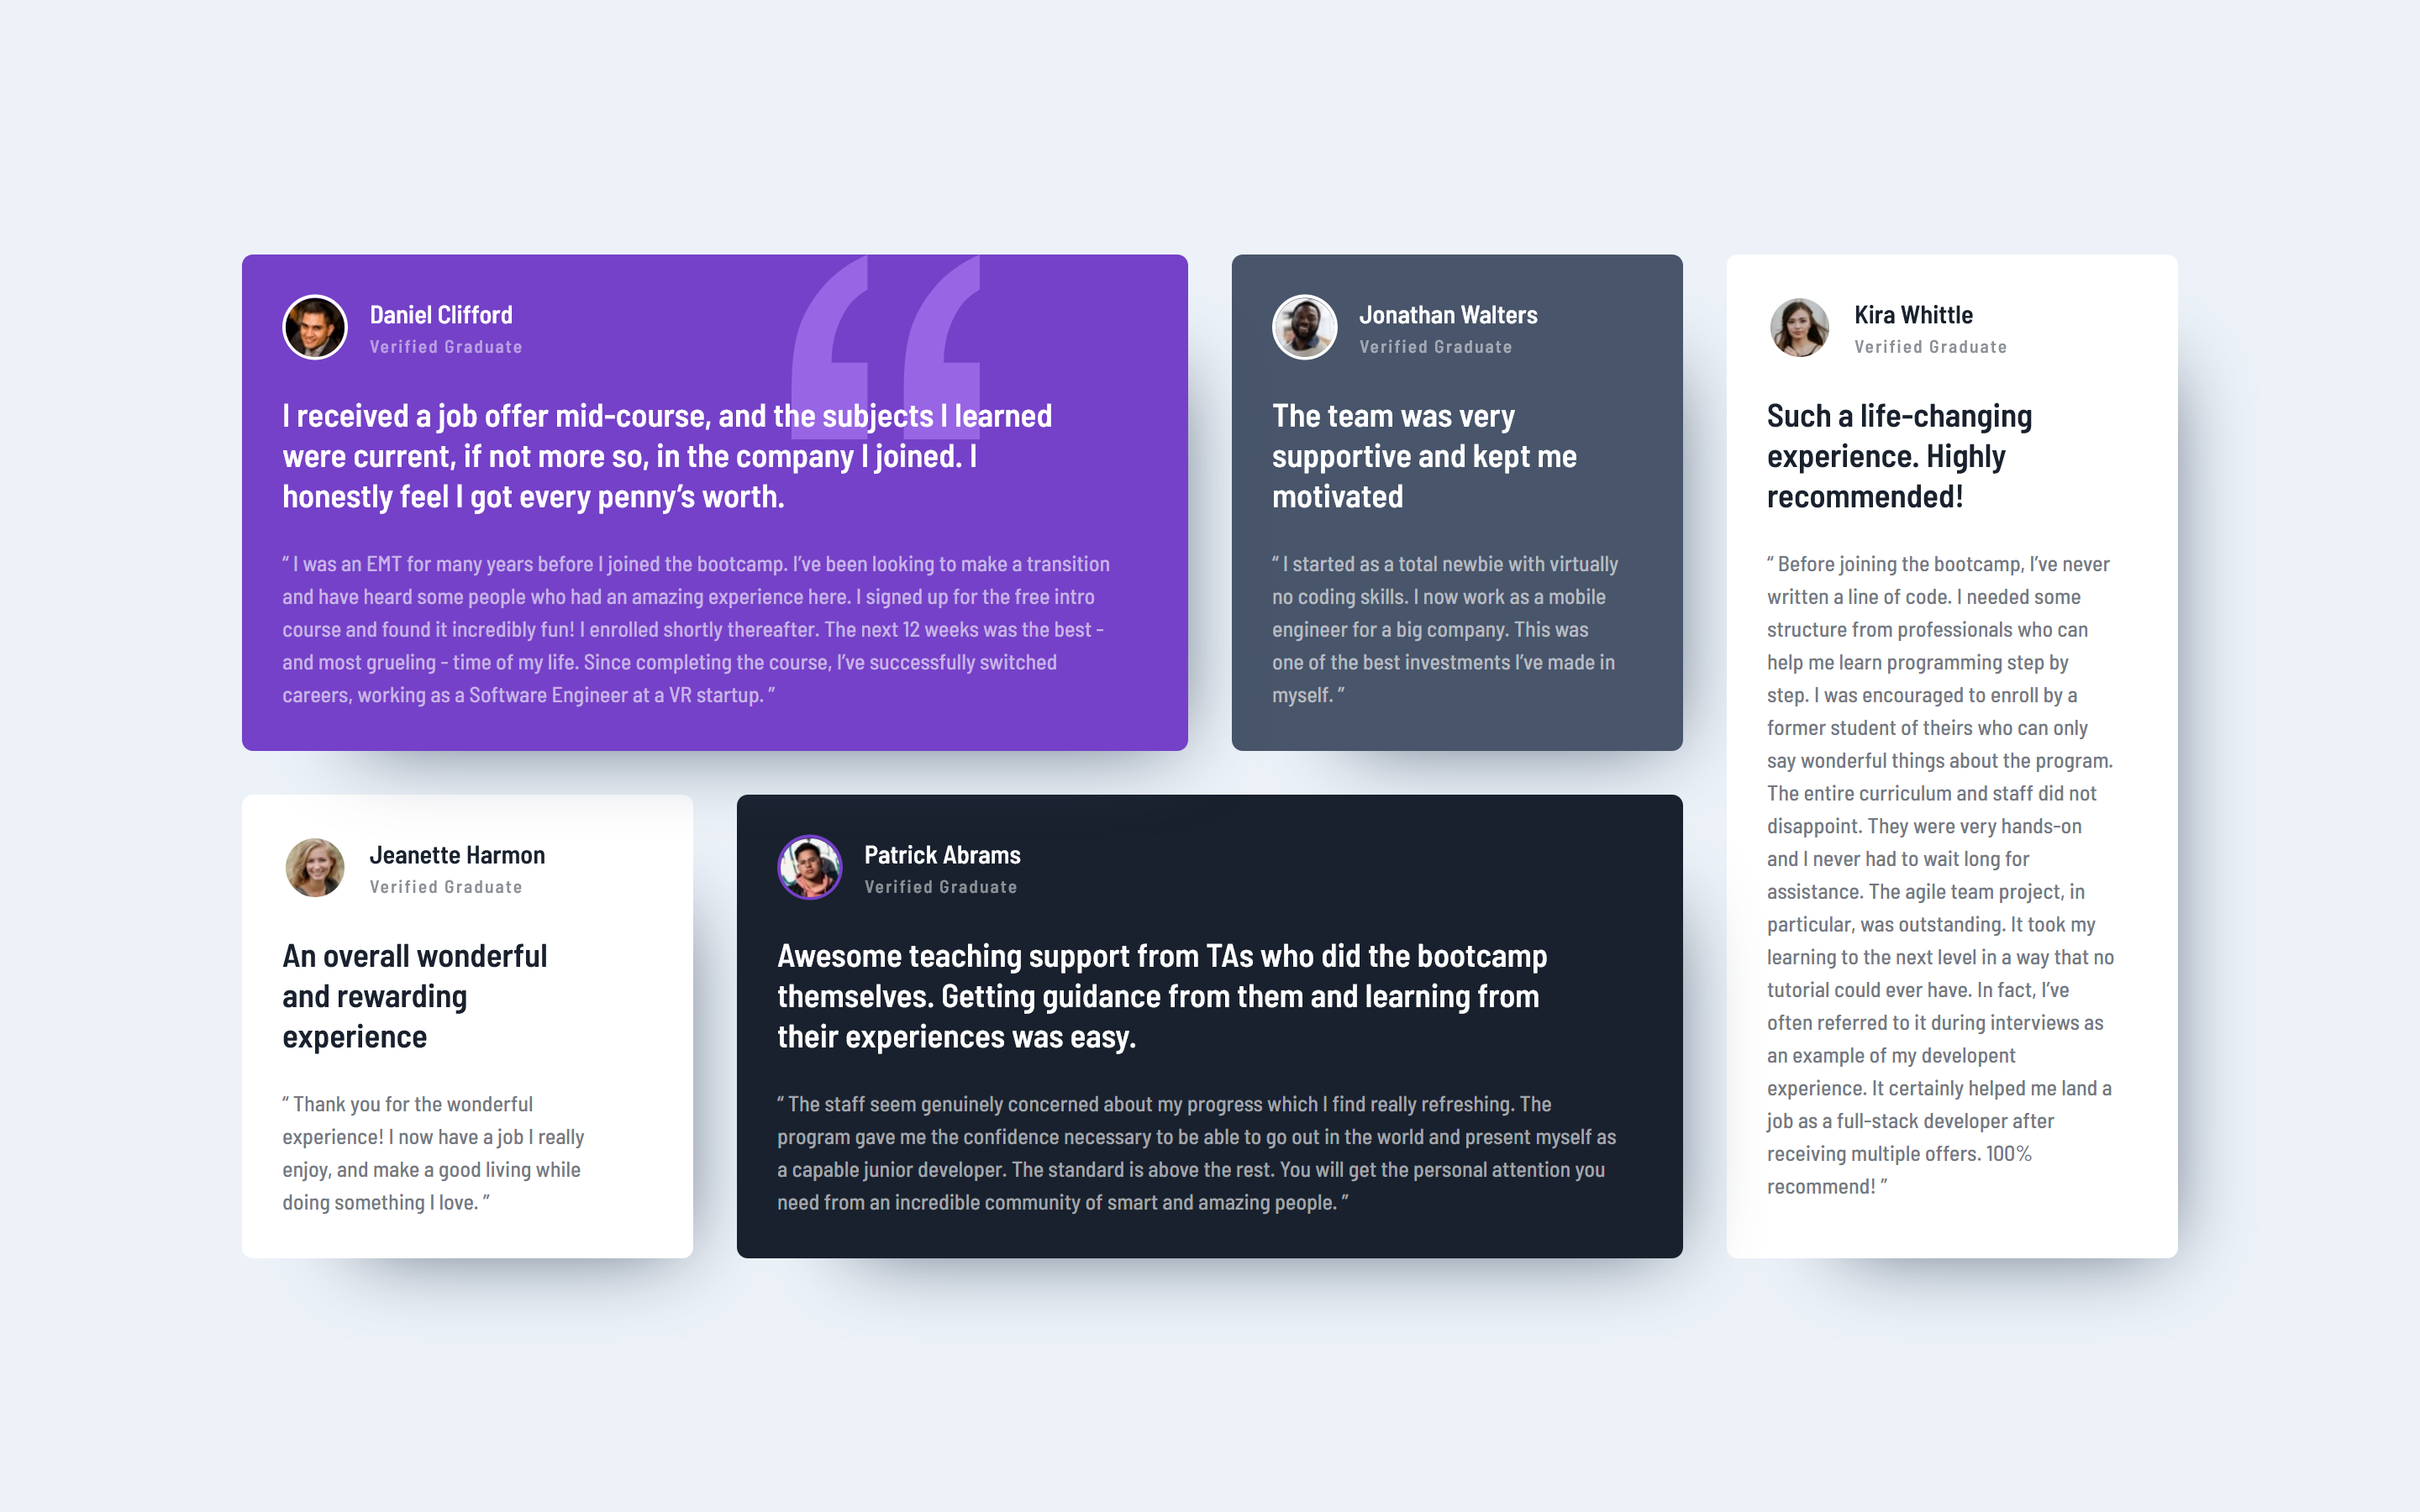 Daniel Clifford
Verified Graduate
I received a job offer mid-course, and the subjects I learned
were current, if not more so, in the company I joined. I
honestly feel I got every penny’s worth.
“ I was an EMT for many years before I joined the bootcamp. I’ve been looking to make a transition
and have heard some people who had an amazing experience here. I signed up for the free intro
course and found it incredibly fun! I enrolled shortly thereafter. The next 12 weeks was the best -
and most grueling - time of my life. Since completing the course, I’ve successfully switched
careers, working as a Software Engineer at a VR startup. ”
Jonathan Walters
Verified Graduate
The team was very
supportive and kept me
motivated
“ I started as a total newbie with virtually
no coding skills. I now work as a mobile
engineer for a big company. This was
one of the best investments I’ve made in
myself. ”
Kira Whittle
Verified Graduate
Such a life-changing
experience. Highly
recommended!
“ Before joining the bootcamp, I’ve never
written a line of code. I needed some
structure from professionals who can
help me learn programming step by
step. I was encouraged to enroll by a
former student of theirs who can only
say wonderful things about the program.
The entire curriculum and staff did not
disappoint. They were very hands-on
and I never had to wait long for
assistance. The agile team project, in
particular, was outstanding. It took my
learning to the next level in a way that no
tutorial could ever have. In fact, I’ve
often referred to it during interviews as
an example of my developent
experience. It certainly helped me land a
job as a full-stack developer after
receiving multiple offers. 100%
recommend! ”
Jeanette Harmon
Verified Graduate
An overall wonderful
and rewarding
experience
“ Thank you for the wonderful
experience! I now have a job I really
enjoy, and make a good living while
doing something I love. ”
Patrick Abrams
Verified Graduate
Awesome teaching support from TAs who did the bootcamp
themselves. Getting guidance from them and learning from
their experiences was easy.
“ The staff seem genuinely concerned about my progress which I find really refreshing. The
program gave me the confidence necessary to be able to go out in the world and present myself as
a capable junior developer. The standard is above the rest. You will get the personal attention you
need from an incredible community of smart and amazing people. ”